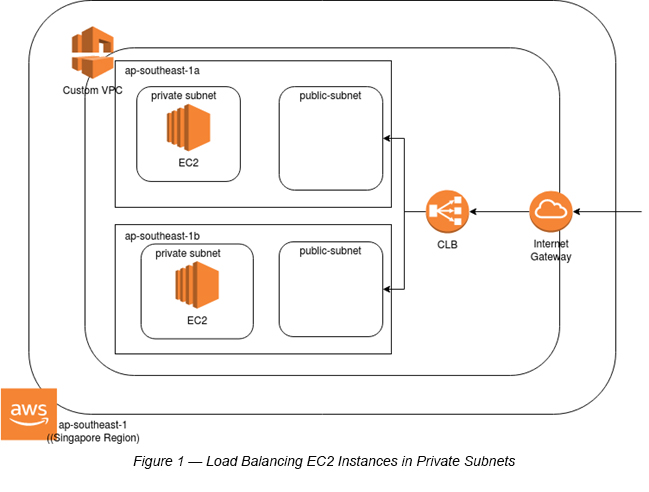 Custom VPC
ap-southeast-1a
private subnet
EC2
public-subnet
ap-southeast-1b
private subnet
EC2
public-subnet
CLB
Internet
Gateway
aws
ap-southeast-1
((Singapore Region)
Figure 1 — Load Balancing EC2 Instances in Private Subnets